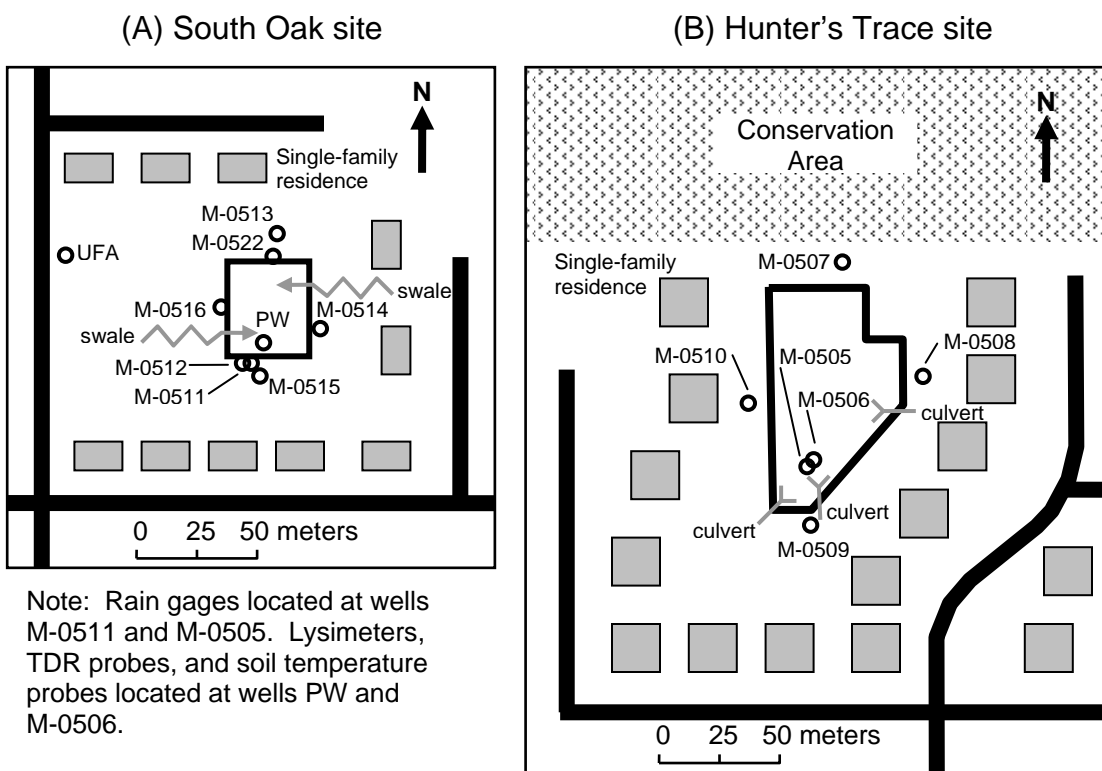 (A) South Oak site
N
Single-family
residence
M-0513
M-0522
UFA
swale
M-0516
PW
M-0514
swale
M-0512
M-0511
M-0515
0 25 50 meters
Note: Rain gages located at wells
M-0511 and M-0505. Lysimeters,
TDR probes, and soil temperature
probes located at wells PW and
M-0506.
(B) Hunter's Trace site
N
Conservation
Area
Single-family
residence
M-0507
M-0510
M-0505
M-0508
M-0506
culvert
culvert
culvert
M-0509
0 25 50 meters